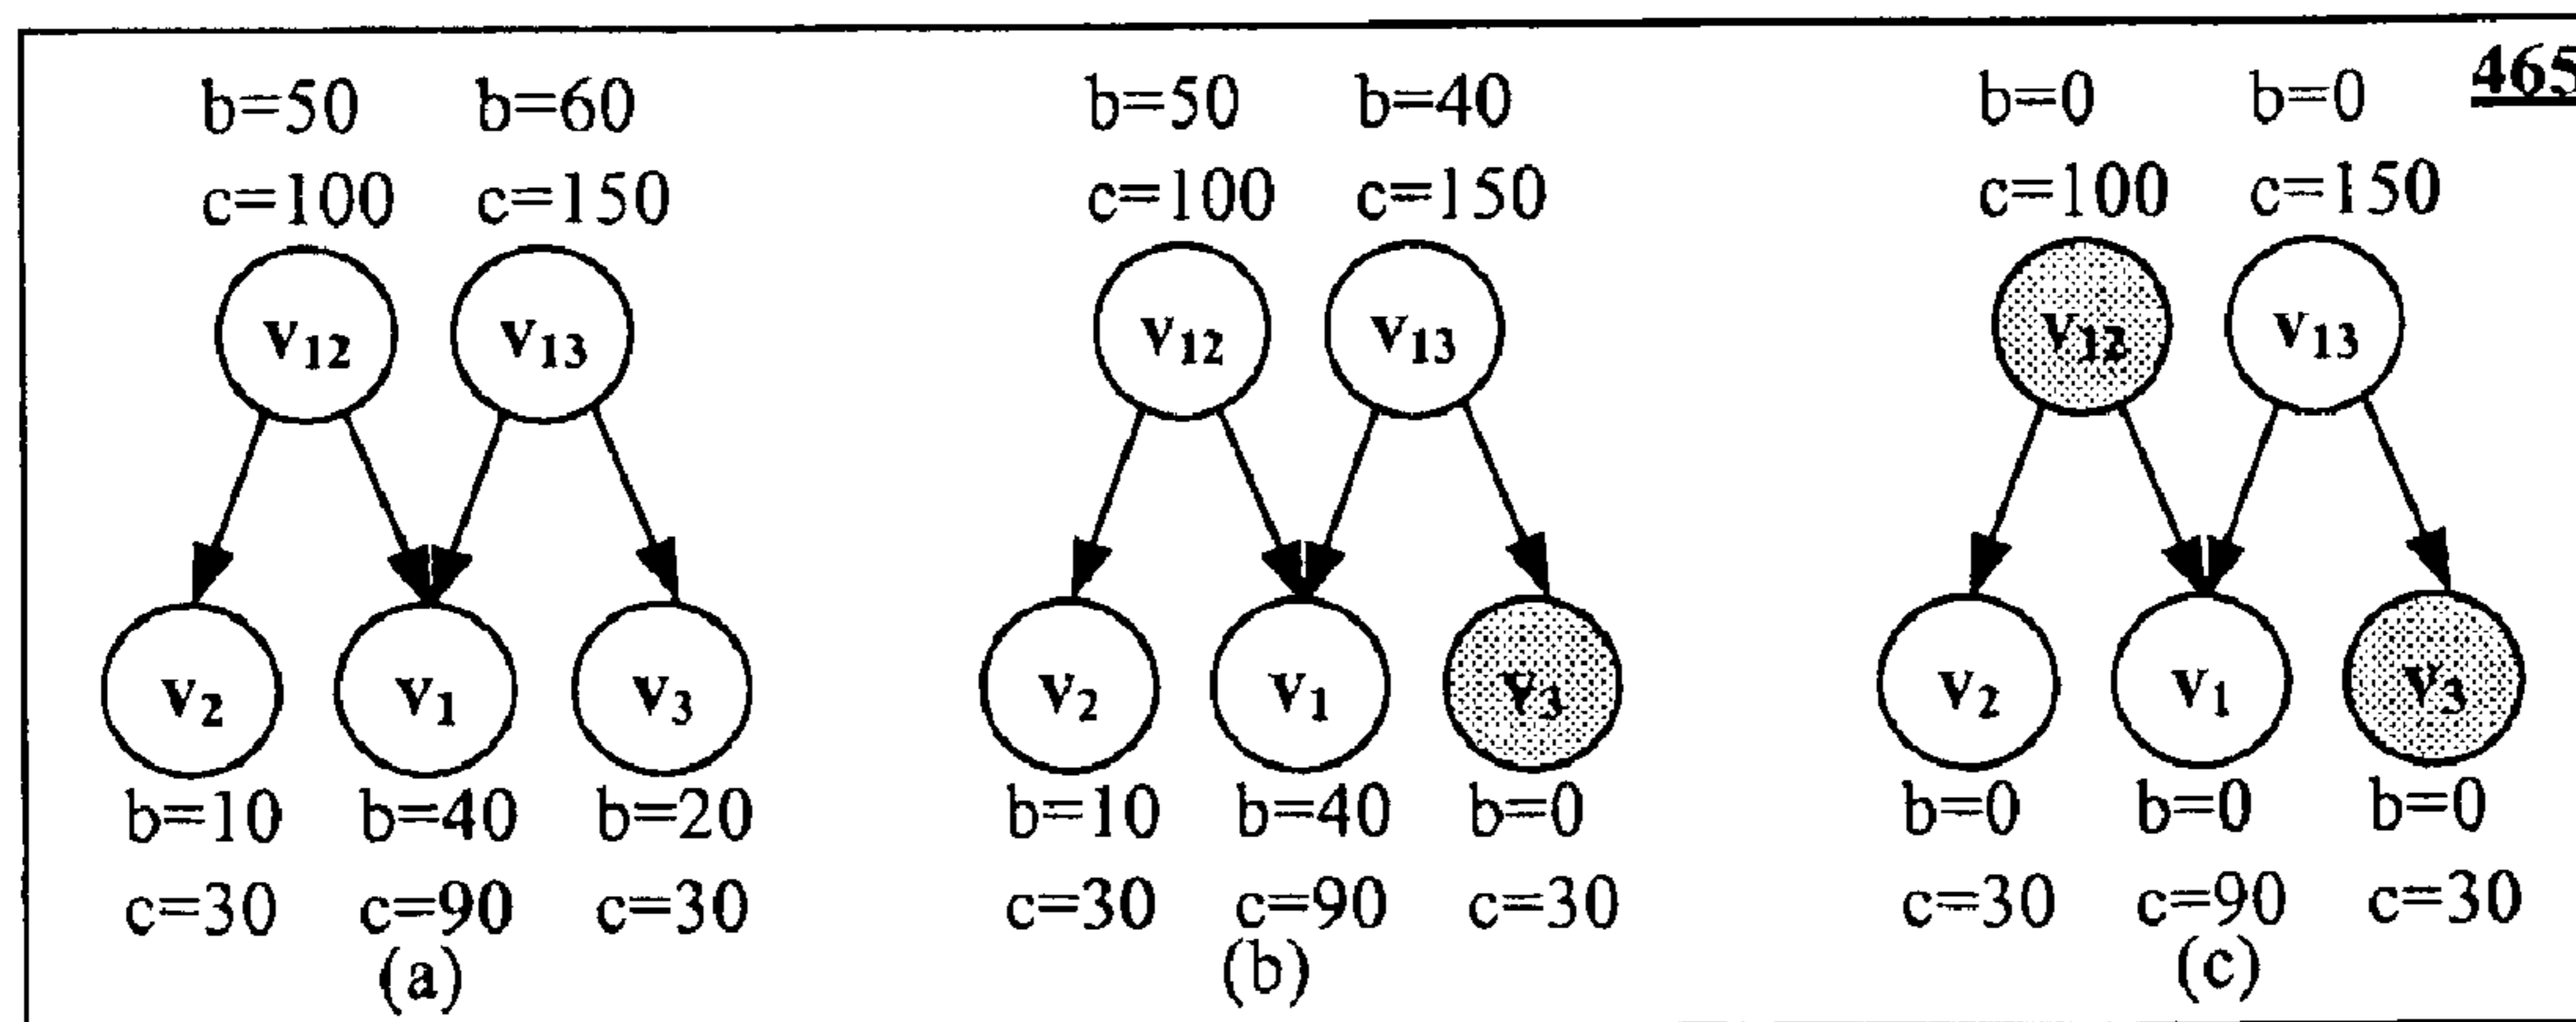 465
b=50 b=60 b=50 b=40 b=0 b=0
c=100 c=150 c=100 c=150 c=100 c=150
v12 v13 v12 v13 v12 v13
v2 v1 v3 v2 v1 v3 v2 v1 v3
b=10 b=40 b=20 b=10 b=40 b=0 b=0 b=0 b=0
c=30 c=90 c=30 c=30 c=90 c=30 c=30 c=90 c=30
(a) (b) (c)